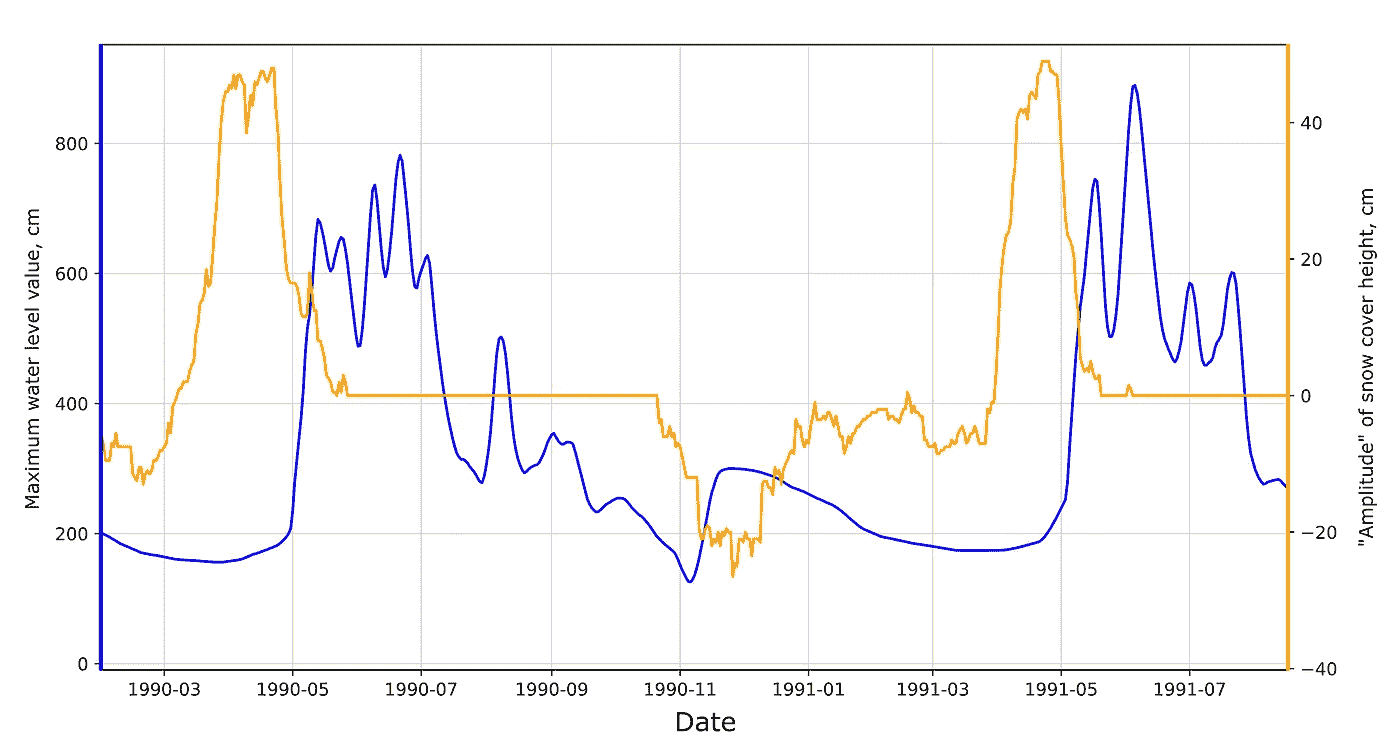 Maximum water level value, cm
800
600
400
200
0
40
20
0
−20
−40
"Amplitude" of snow cover height, cm
1990-03 1990-05 1990-07 1990-09 1990-11 1991-01 1991-03 1991-05 1991-07
Date